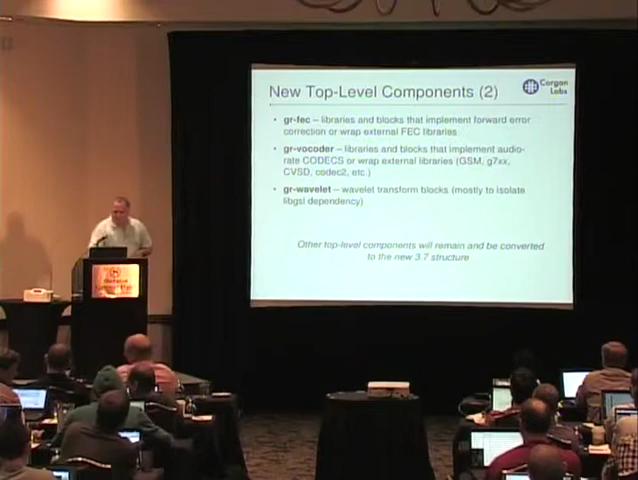 New Top-Level Components (2)
Corgan
Labs
• gr-fec – libraries and blocks that implement forward error
correction or wrap external FEC libraries
• gr-vocoder – libraries and blocks that implement audio-
rate CODECS or wrap external libraries (GSM, g7xx,
CVSD, codec2, etc.)
• gr-wavelet – wavelet transform blocks (mostly to isolate
libgsl dependency)
Other top-level components will remain and be converted
to the new 3.7 structure